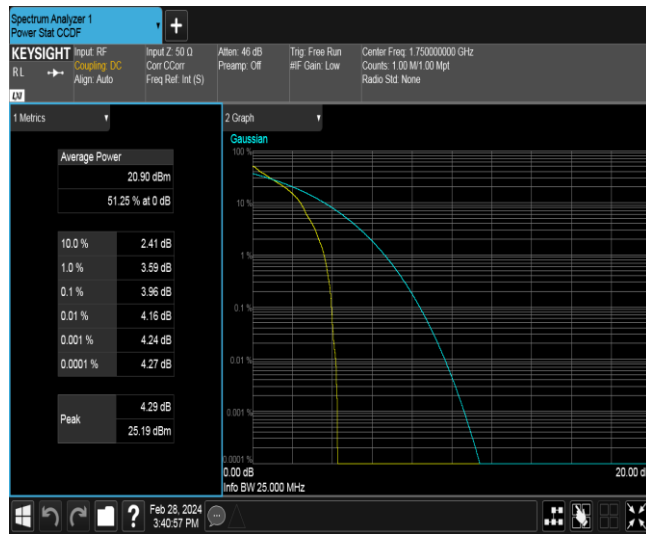 Spectrum Analyzer 1
Power Stat CCDF
+
KEYSIGHT
RL
LXI
Input: RF
Coupling: DC
Align: Auto
Input Z: 50 Ω
Corr CCorr
Freq Ref: Int (S)
Atten: 46 dB
Preamp: Off
Trig: Free Run
#IF Gain: Low
Center Freq: 1.750000000 GHz
Counts: 1.00 M/1.00 Mpt
Radio Std: None
1 Metrics
Average Power
20.90 dBm
51.25 % at 0 dB
10.0 % 2.41 dB
1.0 % 3.59 dB
0.1 % 3.96 dB
0.01 % 4.16 dB
0.001 % 4.24 dB
0.0001 % 4.27 dB
Peak
4.29 dB
25.19 dBm
2 Graph
Gaussian
100 %
10 %
1 %
0.1 %
0.01 %
0.001 %
0.0001 %
0.00 dB
20.00 d
Info BW 25.000 MHz
?
Feb 28, 2024
3:40:57 PM